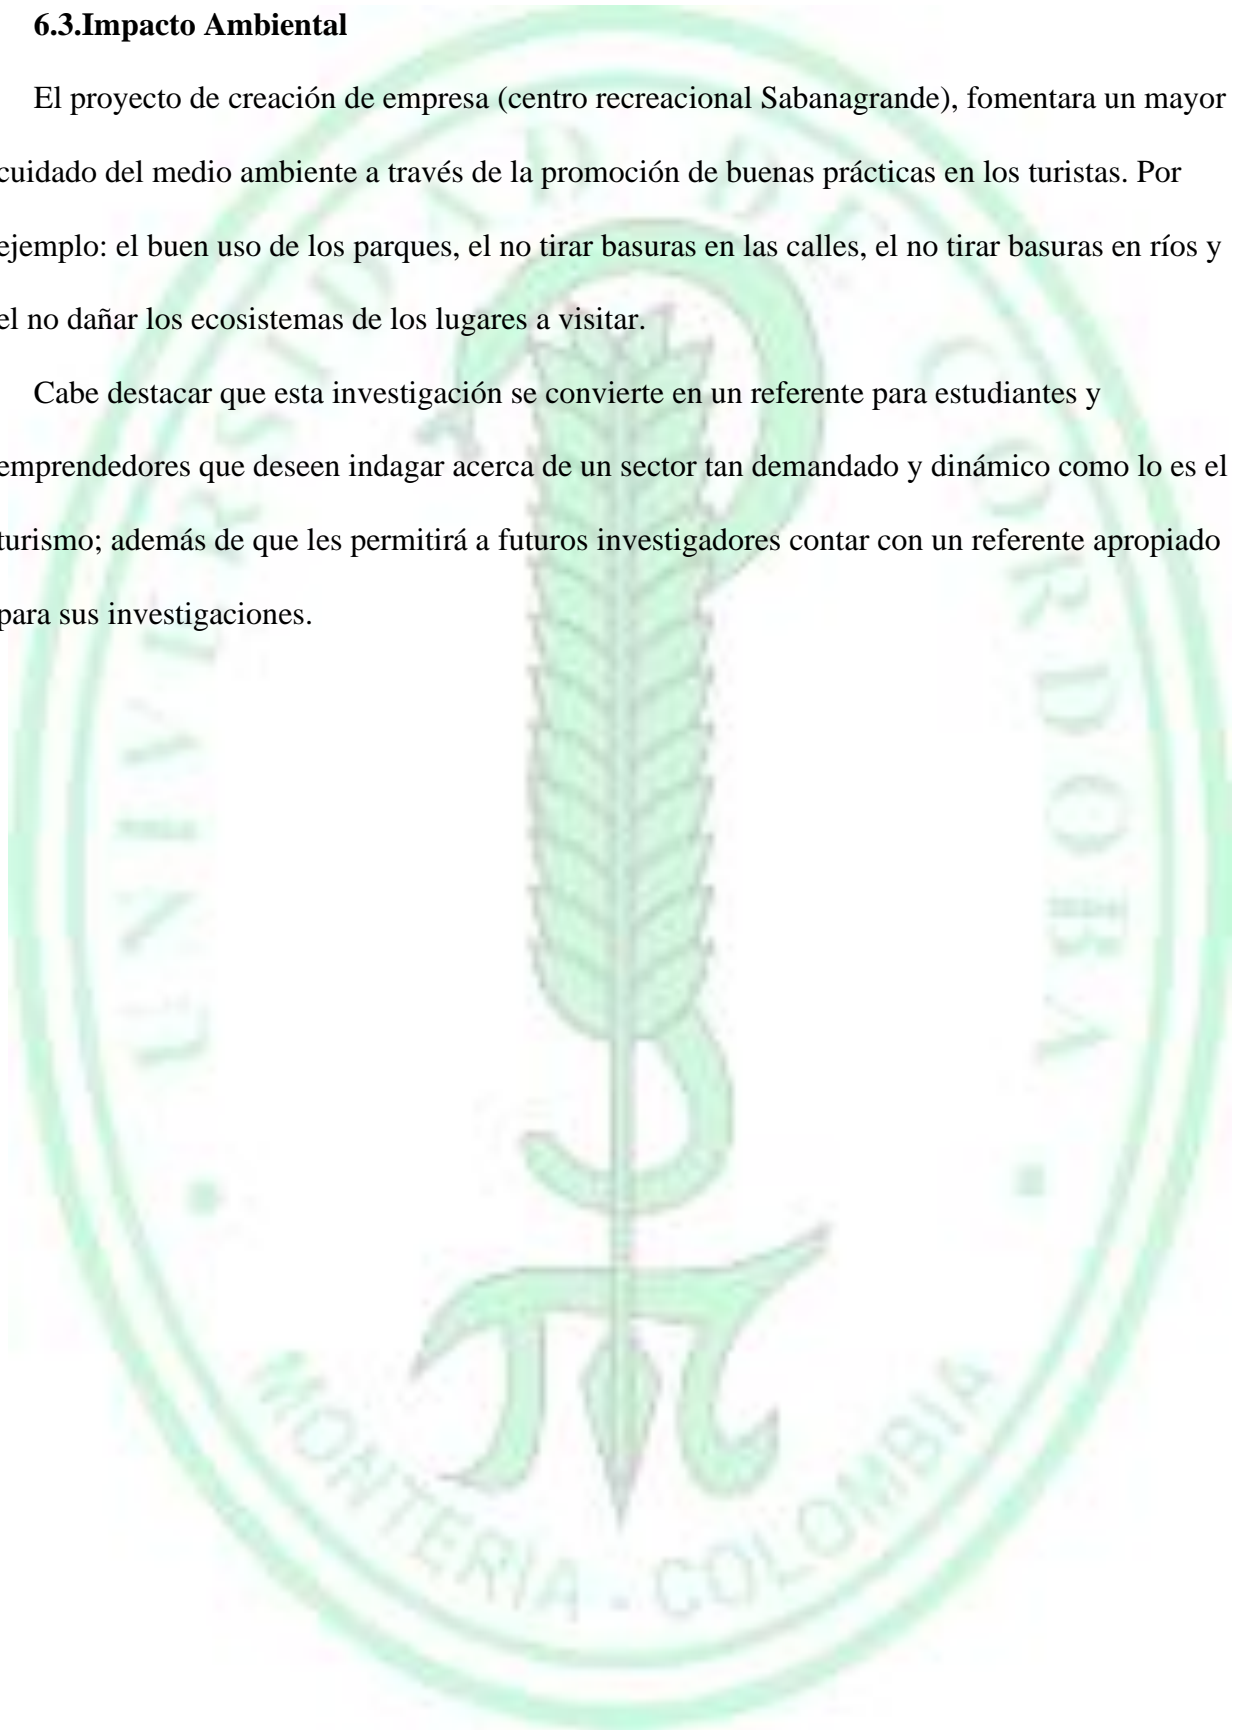 6.3.Impacto Ambiental
El proyecto de creación de empresa (centro recreacional Sabanagrande), fomentara un mayor
cuidado del medio ambiente a través de la promoción de buenas prácticas en los turistas. Por
ejemplo: el buen uso de los parques, el no tirar basuras en las calles, el no tirar basuras en ríos y
el no dañar los ecosistemas de los lugares a visitar.
Cabe destacar que esta investigación se convierte en un referente para estudiantes y
emprendedores que deseen indagar acerca de un sector tan demandado y dinámico como lo es el
turismo; además de que les permitirá a futuros investigadores contar con un referente apropiado
para sus investigaciones.
UNIVERSIDAD DE CORDOBA
MONTERIA - COLOMBIA